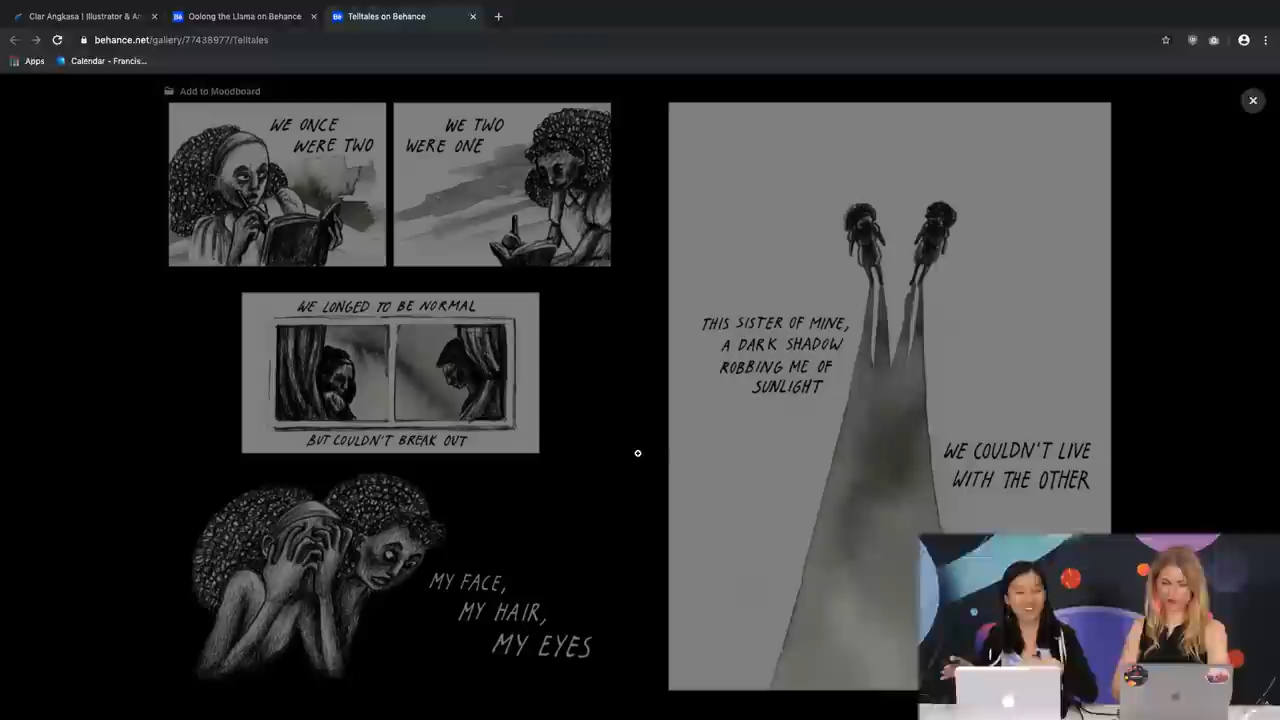 Clar Angkasa | Illustrator & Ar
Oolong the Llama on Behance
Telltales on Behance
behance.net/gallery/77438977/Telltales
Apps
Calendar - Francis...
Add to Moodboard
WE ONCE
WERE TWO
WE TWO
WERE ONE
WE LONGED TO BE NORMAL
BUT COULDN'T BREAK OUT
MY FACE,
MY HAIR,
MY EYES
THIS SISTER OF MINE,
A DARK SHADOW
ROBBING ME OF
SUNLIGHT
WE COULDN'T LIVE
WITH THE OTHER